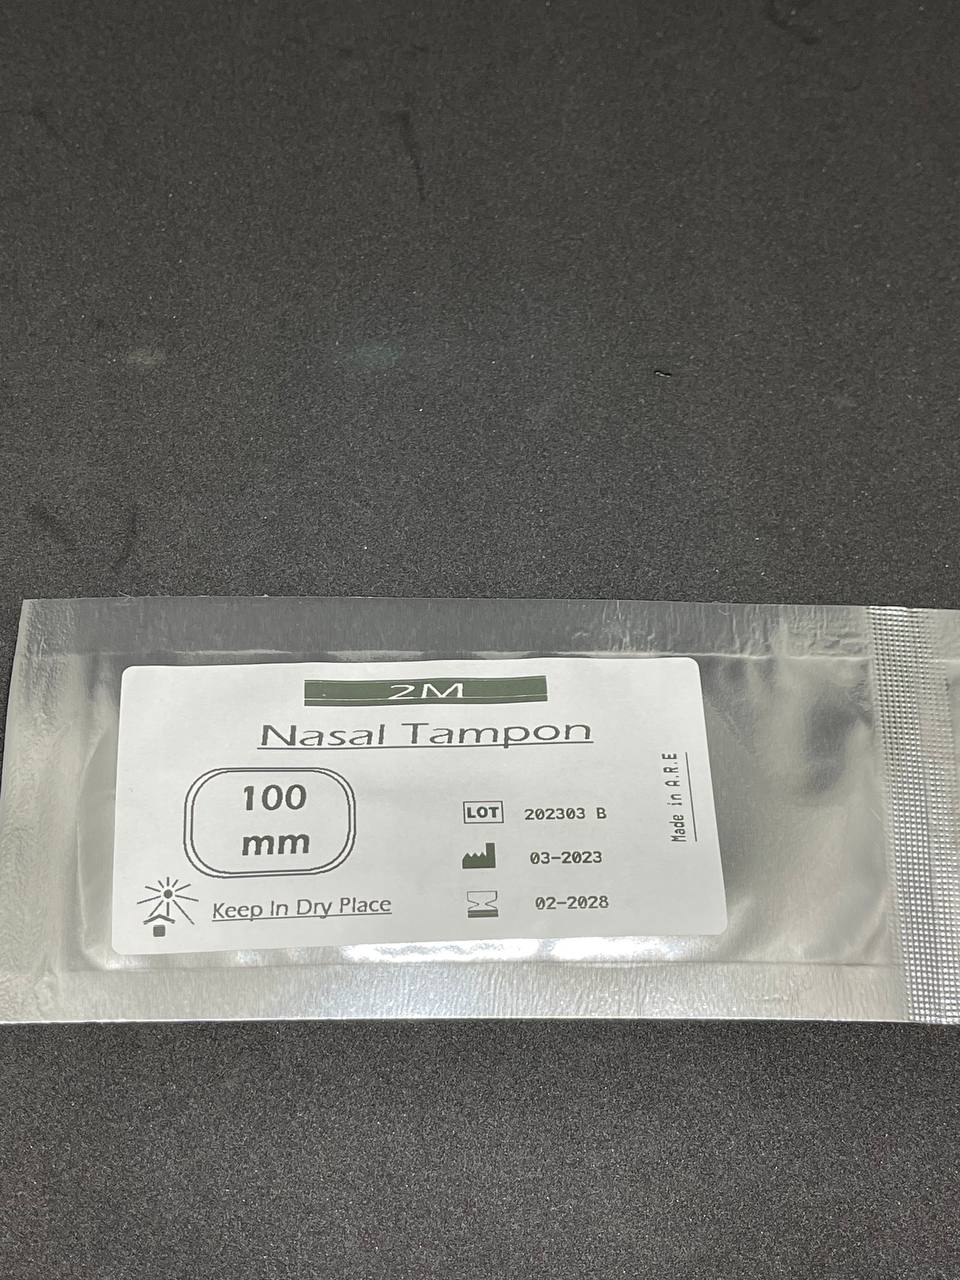 2M
Nasal Tampon
100
mm
LOT 202303 B
03-2023
02-2028
Keep In Dry Place
Made in A.R.E